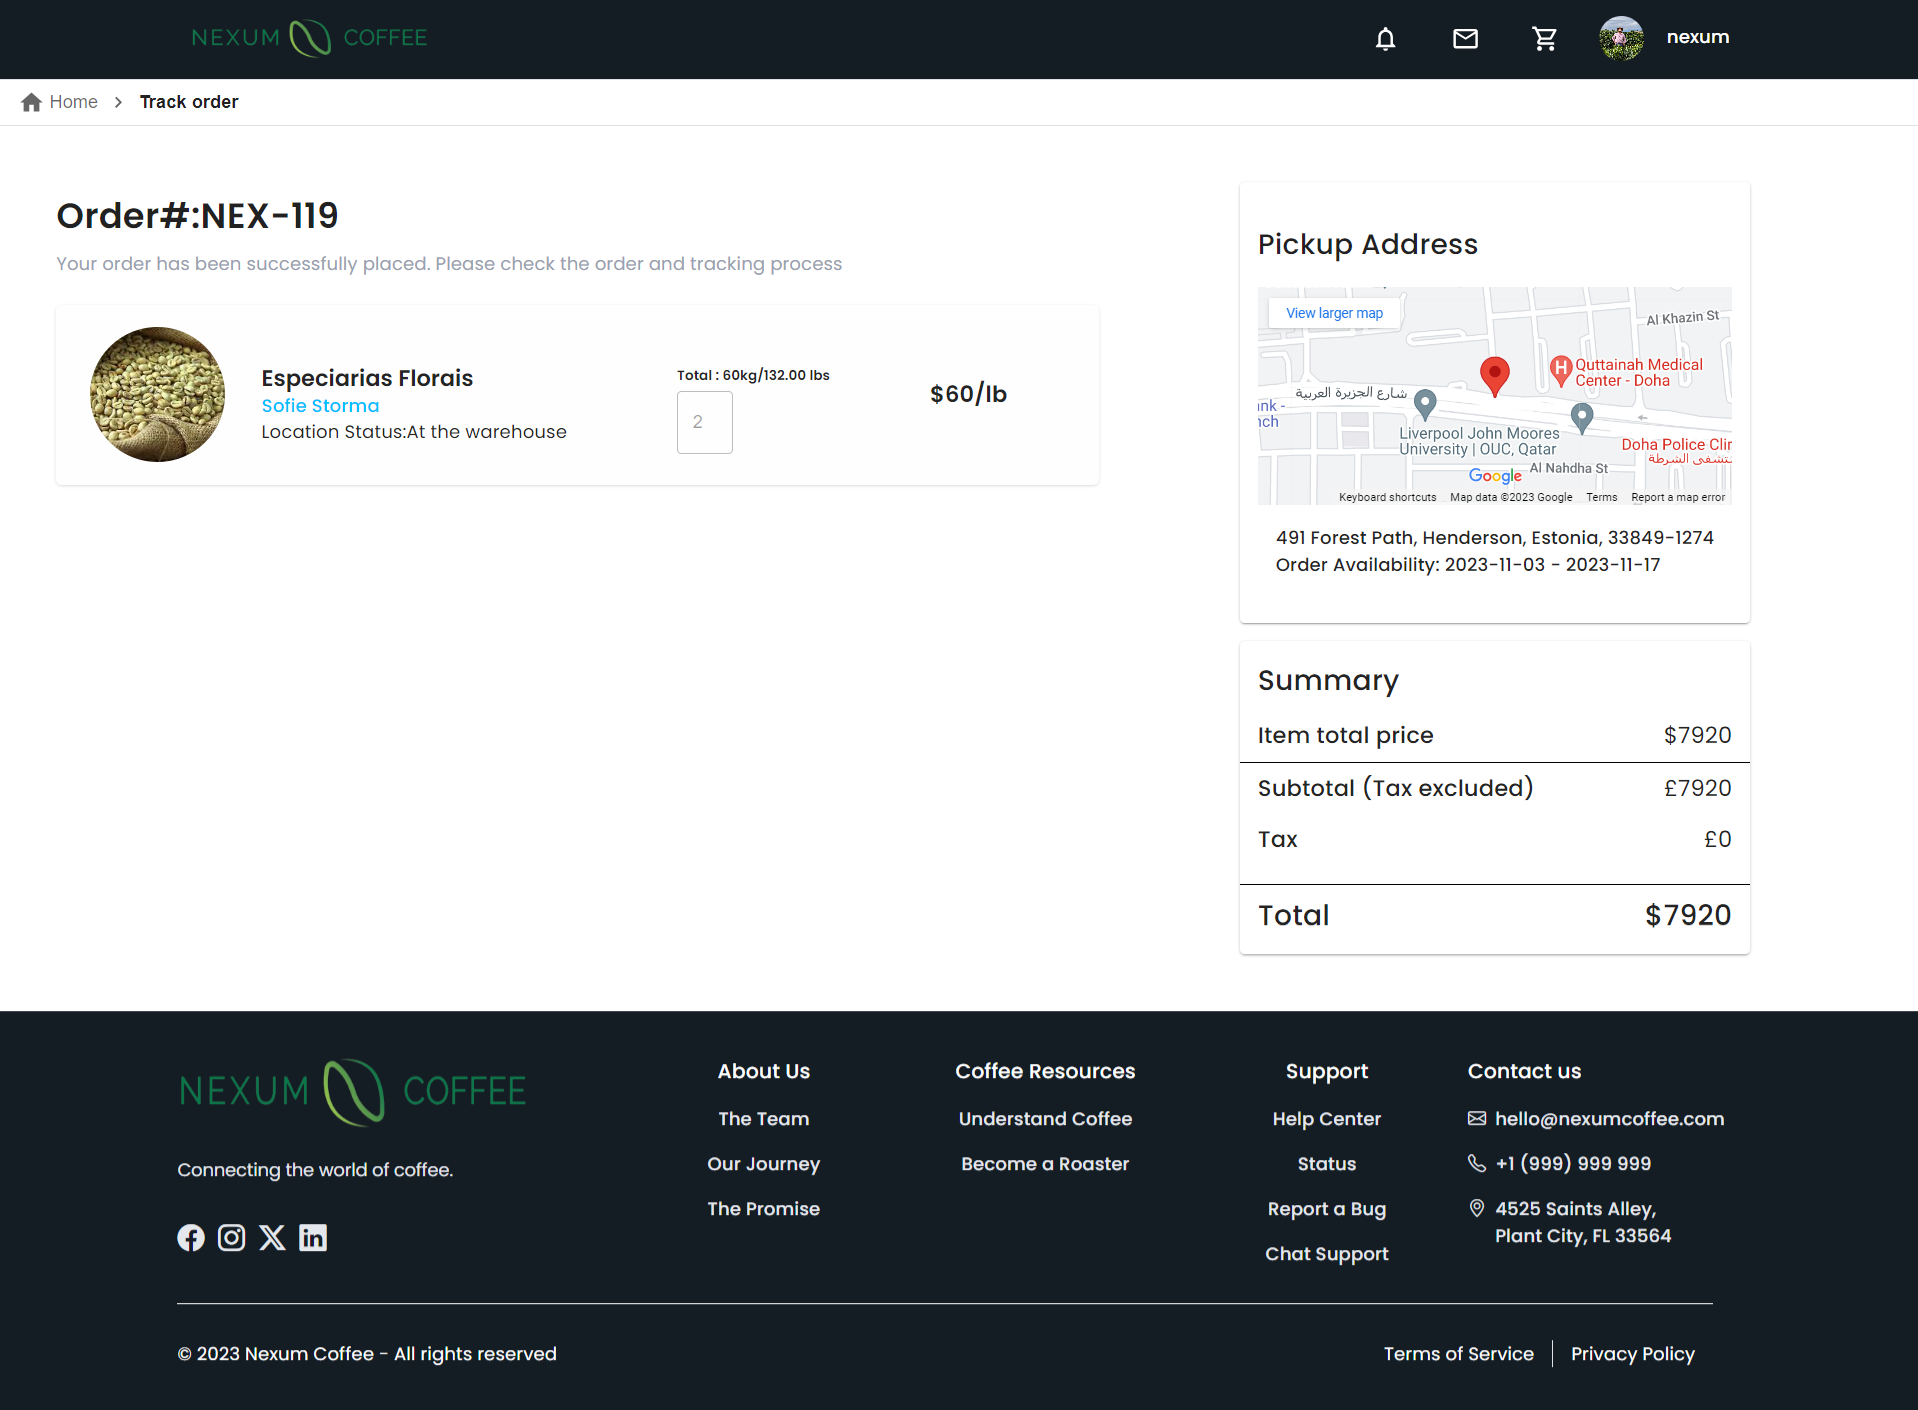 NEXUM COFFEE
nexum
Home > Track order
Order#:NEX-119
Your order has been successfully placed. Please check the order and tracking process
Especiarias Florais
Sofie Storma
Location Status:At the warehouse
Total : 60kg/132.00 lbs
2
$60/lb
Pickup Address
View larger map
Al Khazin St
Quttainah Medical
Center - Doha
شارع الجزيرة العربية
nk -
nch
Liverpool John Moores
University | OUC, Qatar
Doha Police Clin
Al Nahdha St
Google
Keyboard shortcuts Map data ©2023 Google Terms Report a map error
491 Forest Path, Henderson, Estonia, 33849-1274
Order Availability: 2023-11-03 - 2023-11-17
Summary
Item total price $7920
Subtotal (Tax excluded) £7920
Tax £0
Total $7920
NEXUM COFFEE
Connecting the world of coffee.
About Us
The Team
Our Journey
The Promise
Coffee Resources
Understand Coffee
Become a Roaster
Support
Help Center
Status
Report a Bug
Chat Support
Contact us
hello@nexumcoffee.com
+1 (999) 999 999
4525 Saints Alley,
Plant City, FL 33564
© 2023 Nexum Coffee - All rights reserved
Terms of Service | Privacy Policy